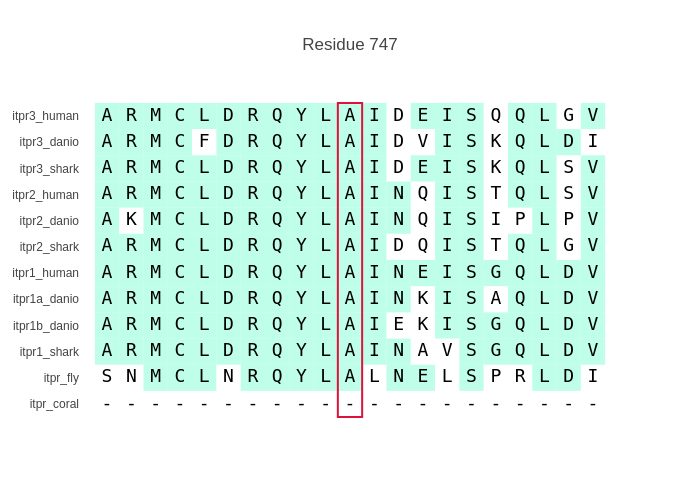 Residue 747
itpr3_human A R M C L D R Q Y L A I D E I S Q Q L G V
itpr3_danio A R M C F D R Q Y L A I D V I S K Q L D I
itpr3_shark A R M C L D R Q Y L A I D E I S K Q L S V
itpr2_human A R M C L D R Q Y L A I N Q I S T Q L S V
itpr2_danio A K M C L D R Q Y L A I N Q I S I P L P V
itpr2_shark A R M C L D R Q Y L A I D Q I S T Q L G V
itpr1_human A R M C L D R Q Y L A I N E I S G Q L D V
itpr1a_danio A R M C L D R Q Y L A I N K I S A Q L D V
itpr1b_danio A R M C L D R Q Y L A I E K I S G Q L D V
itpr1_shark A R M C L D R Q Y L A I N A V S G Q L D V
itpr_fly S N M C L N R Q Y L A L N E L S P R L D I
itpr_coral - - - - - - - - - - - - - - - - - - - - -